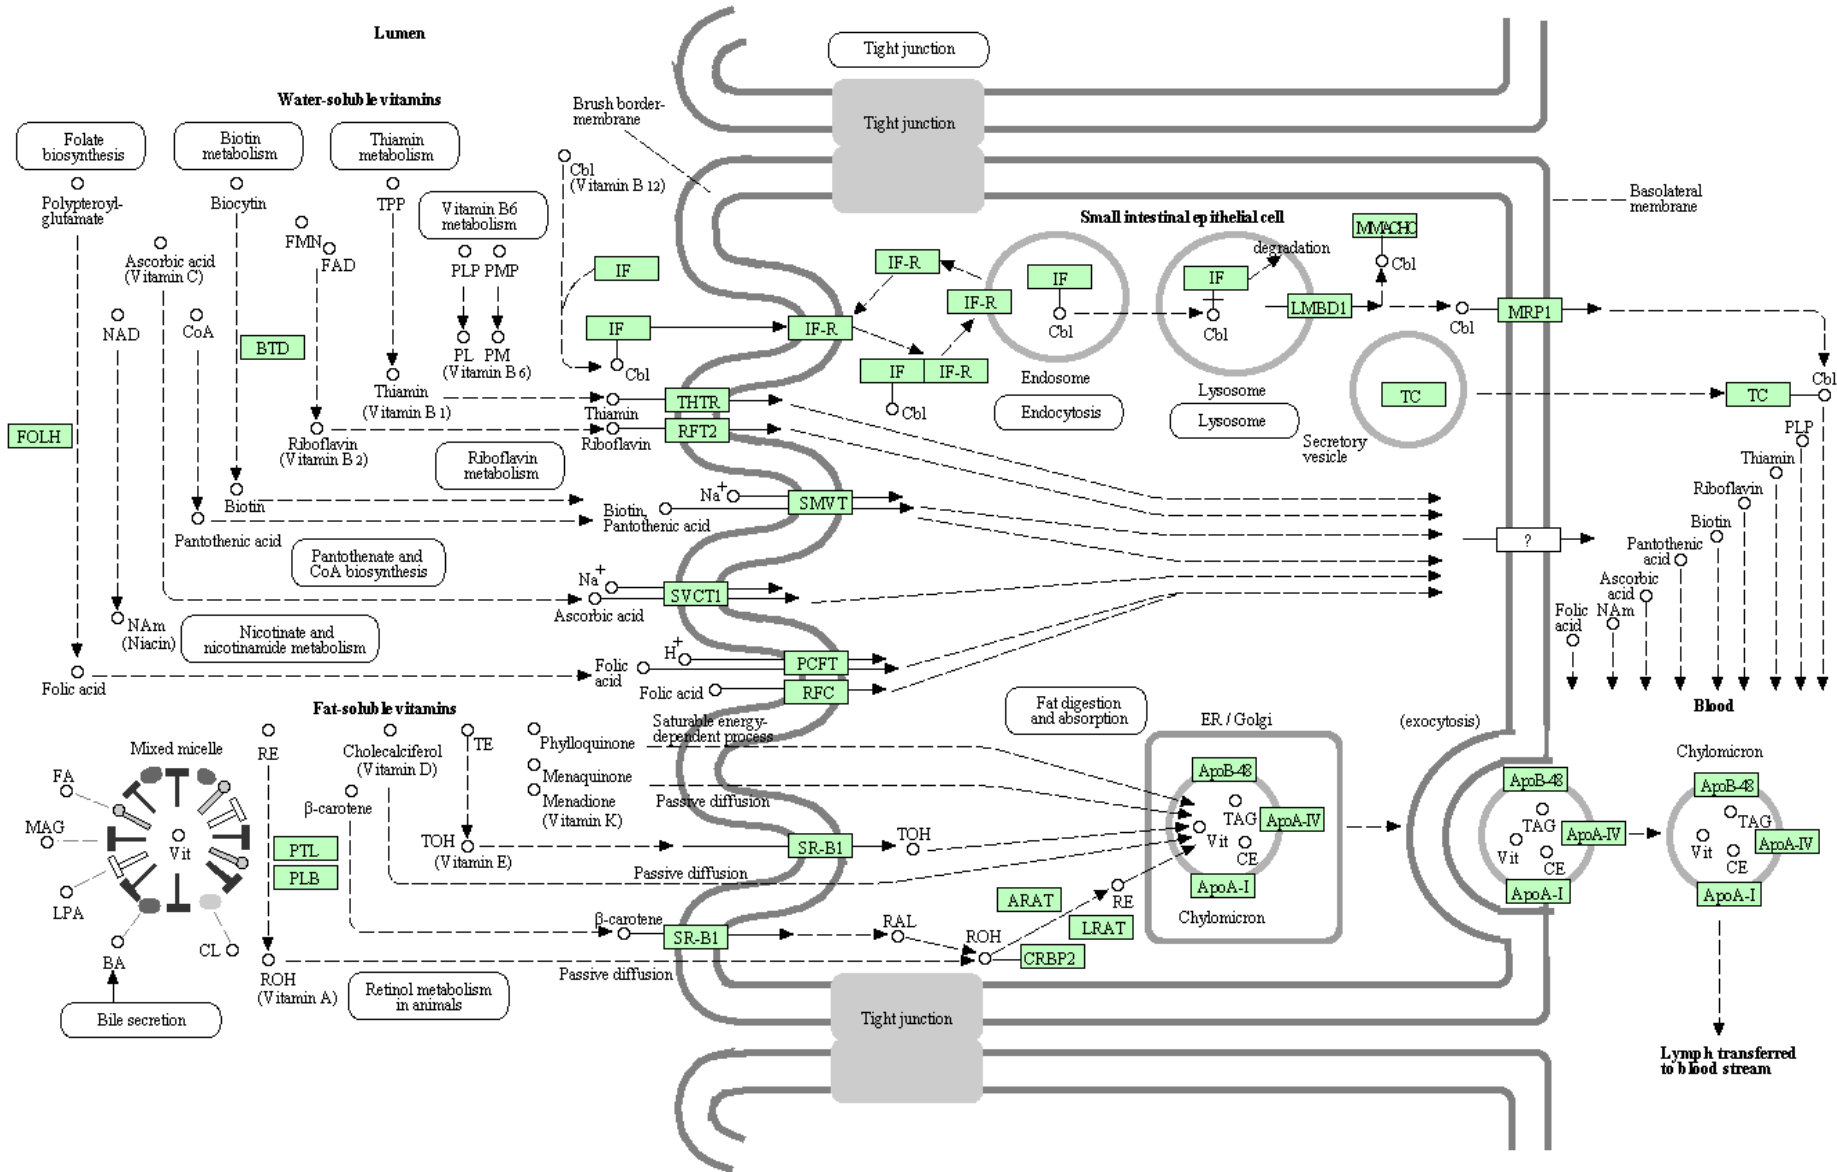 Lumen
Tight junction
Water-soluble vitamins
Brush border-
membrane
Tight junction
Folate
biosynthesis
Biotin
metabolism
Thiamin
metabolism
Cbl
(Vitamin B 12)
Polypteroyl-
glutamate
Biocytin
TPP
Vitamin B6
metabolism
Basolateral
membrane
Small intestinal epithelial cell
MMACHC
FMN
FAD
Ascorbic acid
(Vitamin C)
PLP
PMP
IF
IF-R
IF
IF
degradation
Cbl
IF-R
LMBD1
MRP1
Cbl
Cbl
Cbl
NAD
CoA
BTD
PL
PM
(Vitamin B 6)
IF
IF-R
Cbl
IF
IF-R
Cbl
Endosome
Endocytosis
Lysosome
Lysosome
TC
TC
Cbl
Thiamin
(Vitamin B 1)
Thiamin
THTR
Riboflavin
RFT2
FOLH
Riboflavin
(Vitamin B 2)
Riboflavin
metabolism
Secretory
vesicle
PLP
Thiamin
Riboflavin
Biotin
Pantothenic
acid
Ascorbic
acid
NAm
Folic
acid
Biotin
Na+
Biotin,
Pantothenic acid
SMVT
?
Pantothenic acid
Pantothenate and
CoA biosynthesis
Na+
SVCT1
Ascorbic acid
NAm
(Niacin)
Nicotinate and
nicotinamide metabolism
H+
PCFT
Folic
acid
Folic acid
RFC
Folic acid
Blood
Fat-soluble vitamins
Saturable energy-
dependent process
Fat digestion
and absorption
ER / Golgi
(exocytosis)
Mixed micelle
RE
Cholecalciferol
(Vitamin D)
TE
Phylloquinone
Menaquinone
Menadione
(Vitamin K)
Passive diffusion
Chylomicron
FA
β-carotene
ApoB-48
ApoB-48
ApoB-48
MAG
Vit
TAG
ApoA-IV
Vit
CE
TAG
ApoA-IV
Vit
CE
TAG
ApoA-IV
Vit
CE
PTL
PLB
TOH
(Vitamin E)
SR-B1
TOH
Passive diffusion
LPA
ApoA-I
ApoA-I
ApoA-I
Chylomicron
ARAT
RE
LRAT
β-carotene
SR-B1
RAL
ROH
CRBP2
BA
CL
ROH
(Vitamin A)
Passive diffusion
Retinol metabolism
in animals
Bile secretion
Tight junction
Lymph transferred
to blood stream